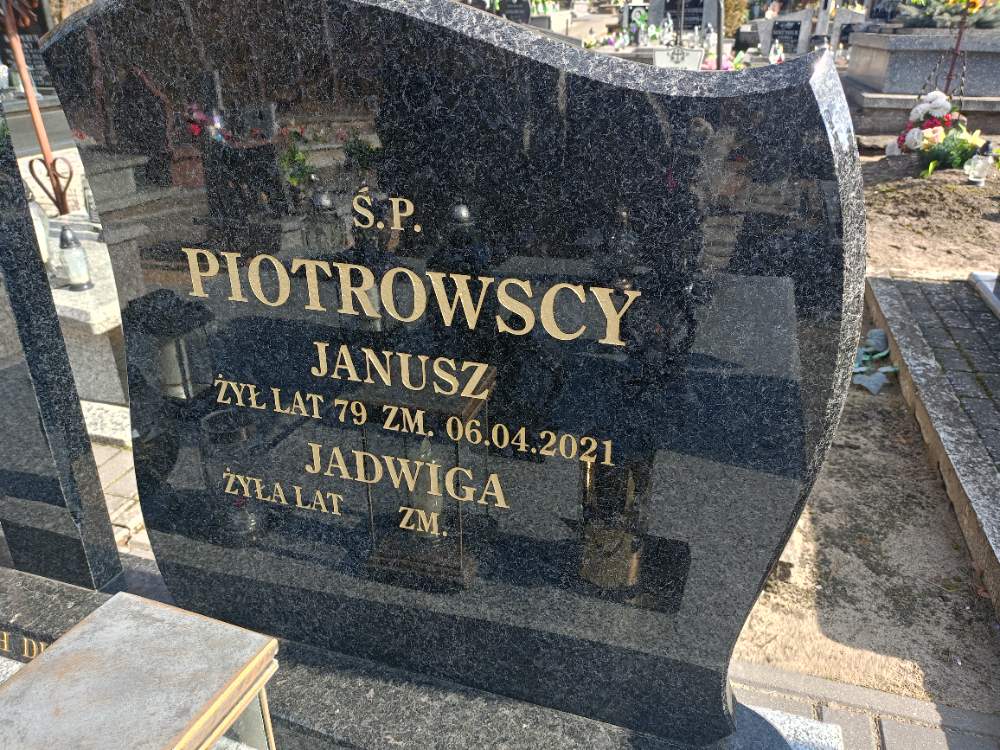 Ś.P.
PIOTROWSCY
JANUSZ
ŻYŁ LAT 79 ZM. 06.04.2021
JADWIGA
ŻYŁA LAT ZM.